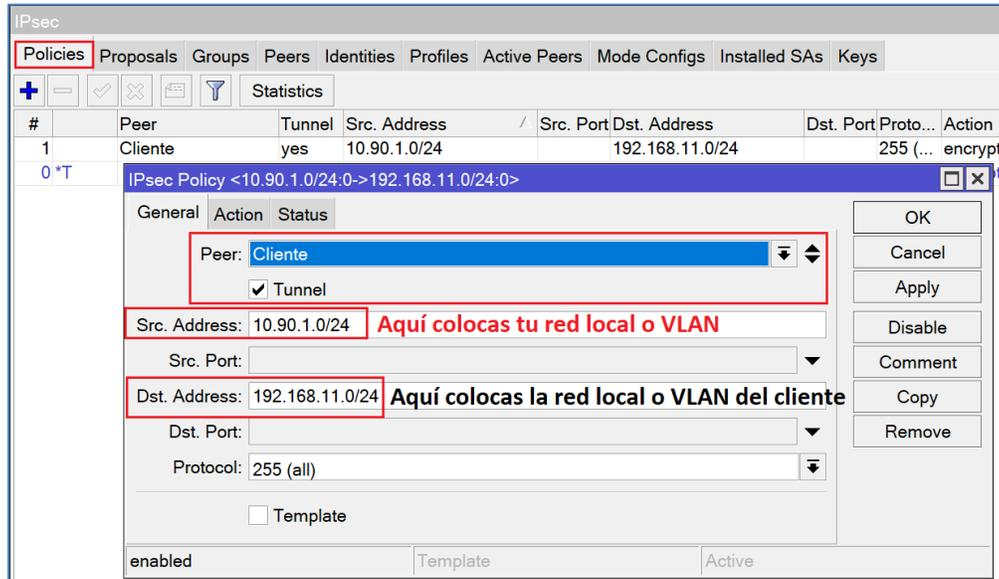 IPsec
Policies Proposals Groups Peers Identities Profiles Active Peers Mode Configs Installed SAs Keys
Statistics
# Peer Tunnel Src. Address Src. Port Dst. Address Dst. Port Proto... Action
1 Cliente yes 10.90.1.0/24 192.168.11.0/24 255 (... encrypt
0 *T
IPsec Policy <10.90.1.0/24:0->192.168.11.0/24:0>
General Action Status
Peer: Cliente
Tunnel
Src. Address: 10.90.1.0/24 Aquí colocas tu red local o VLAN
Src. Port:
Dst. Address: 192.168.11.0/24 Aquí colocas la red local o VLAN del cliente
Dst. Port:
Protocol: 255 (all)
Template
OK
Cancel
Apply
Disable
Comment
Copy
Remove
enabled Template Active